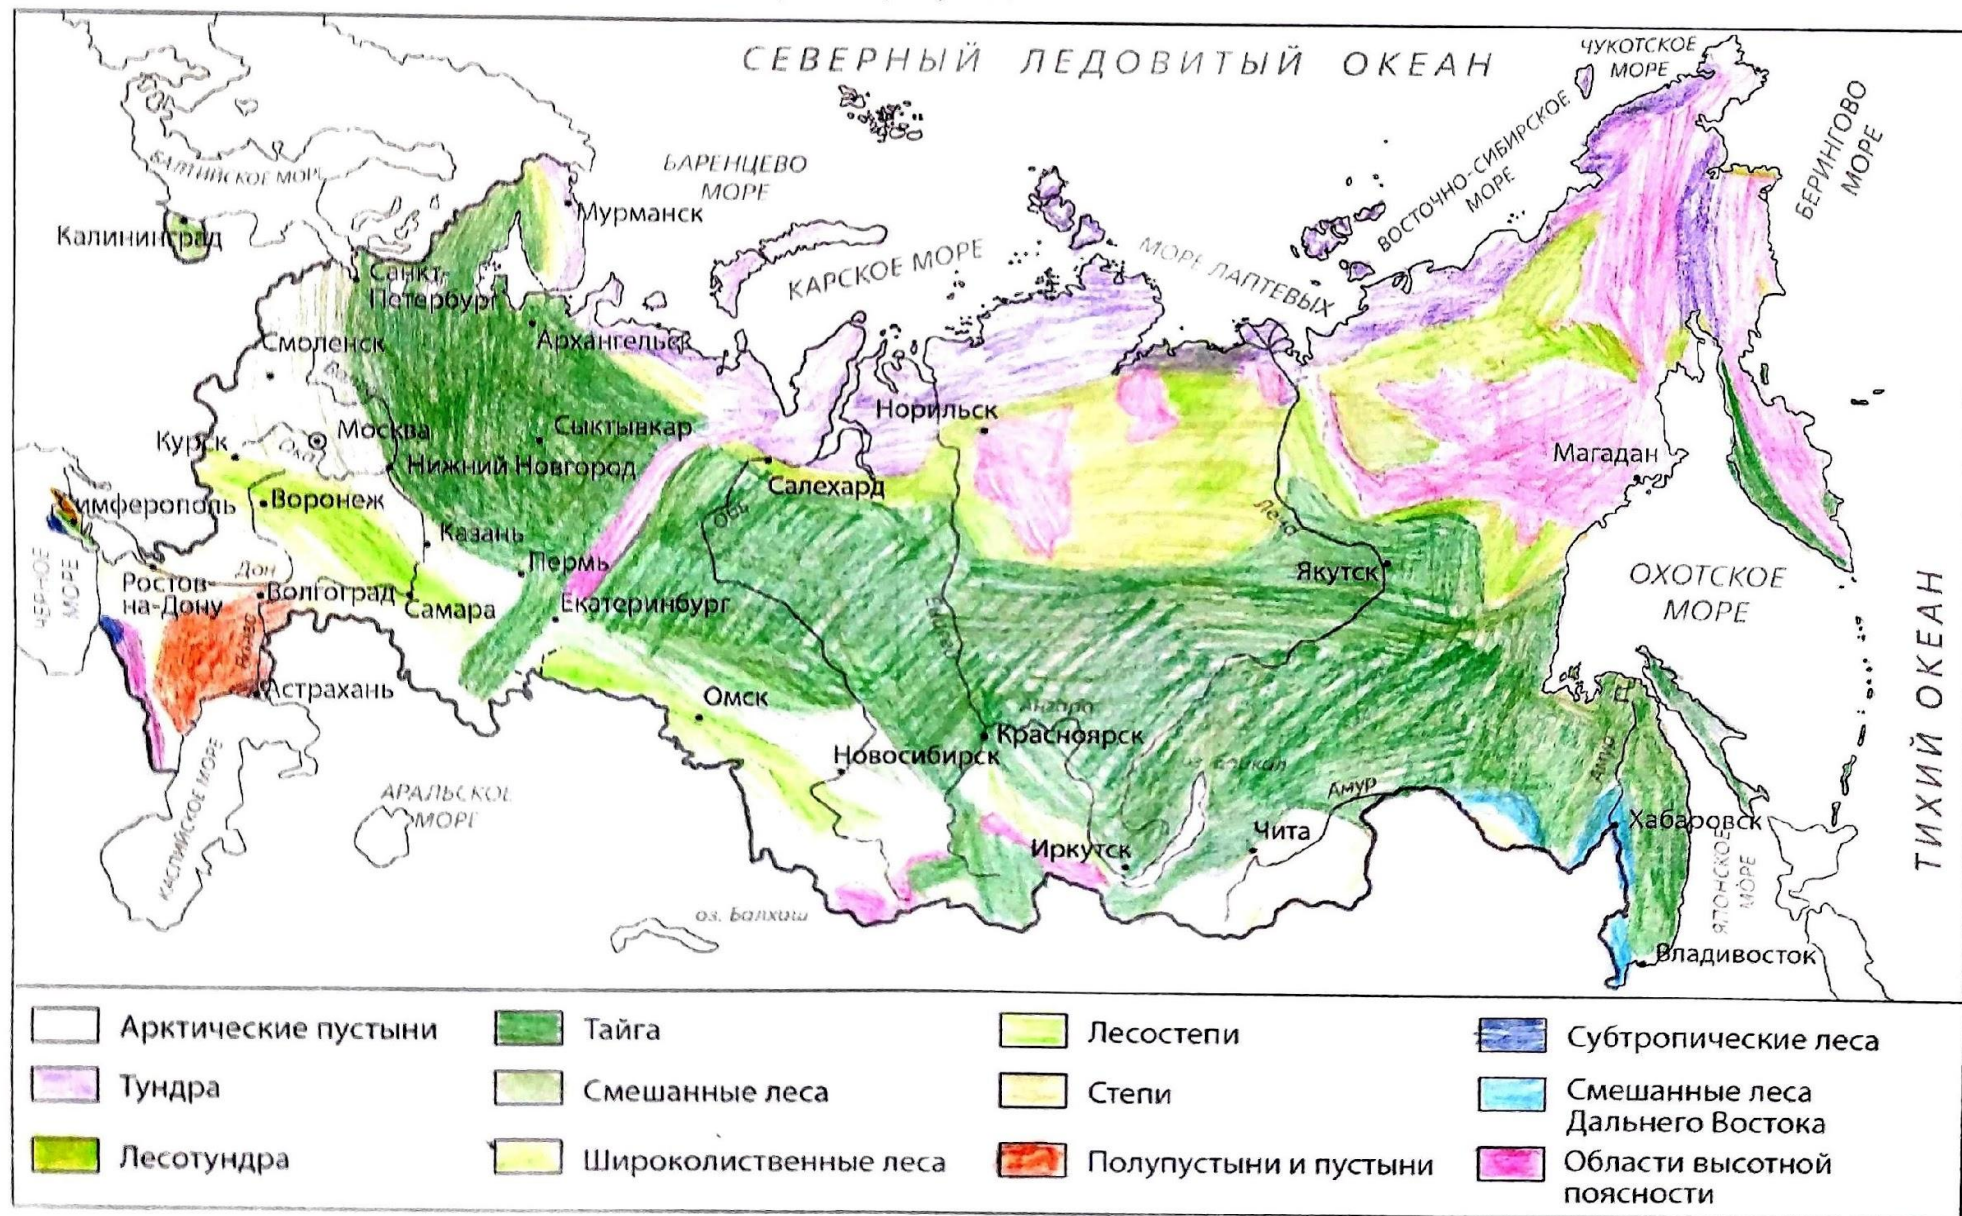 СЕВЕРНЫЙ ЛЕДОВИТЫЙ ОКЕАН
ЧУКОТСКОЕ
МОРЕ
БЕРИНГОВО
МОРЕ
ВОСТОЧНО-СИБИРСКОЕ
МОРЕ
БАРЕНЦЕВО
МОРЕ
БАЛТИЙСКОЕ МОРЕ
Мурманск
Калининград
КАРСКОЕ МОРЕ
МОРЕ ЛАПТЕВЫХ
Санкт-
Петербург
Смоленск
Архангельск
Волга
Норильск
Москва
Сыктывкар
Курск
Ока
Нижний Новгород
Магадан
Салехард
Симферополь
Воронеж
Обь
Лена
Казань
Пермь
ЧЕРНОЕ
МОРЕ
Дон
Якутск
ОХОТСКОЕ
МОРЕ
Ростов-
на-Дону
Волгоград
Самара
Екатеринбург
Енисей
Волга
Астрахань
Омск
Ангара
Красноярск
Новосибирск
оз. Байкал
Амур
Амур
АРАЛЬСКОЕ
МОРЕ
КАСПИЙСКОЕ МОРЕ
Чита
Хабаровск
Иркутск
ЯПОНСКОЕ
МОРЕ
ТИХИЙ ОКЕАН
оз. Балхаш
Владивосток
Арктические пустыни
Тундра
Лесотундра
Тайга
Смешанные леса
Широколиственные леса
Лесостепи
Степи
Полупустыни и пустыни
Субтропические леса
Смешанные леса
Дальнего Востока
Области высотной
поясности